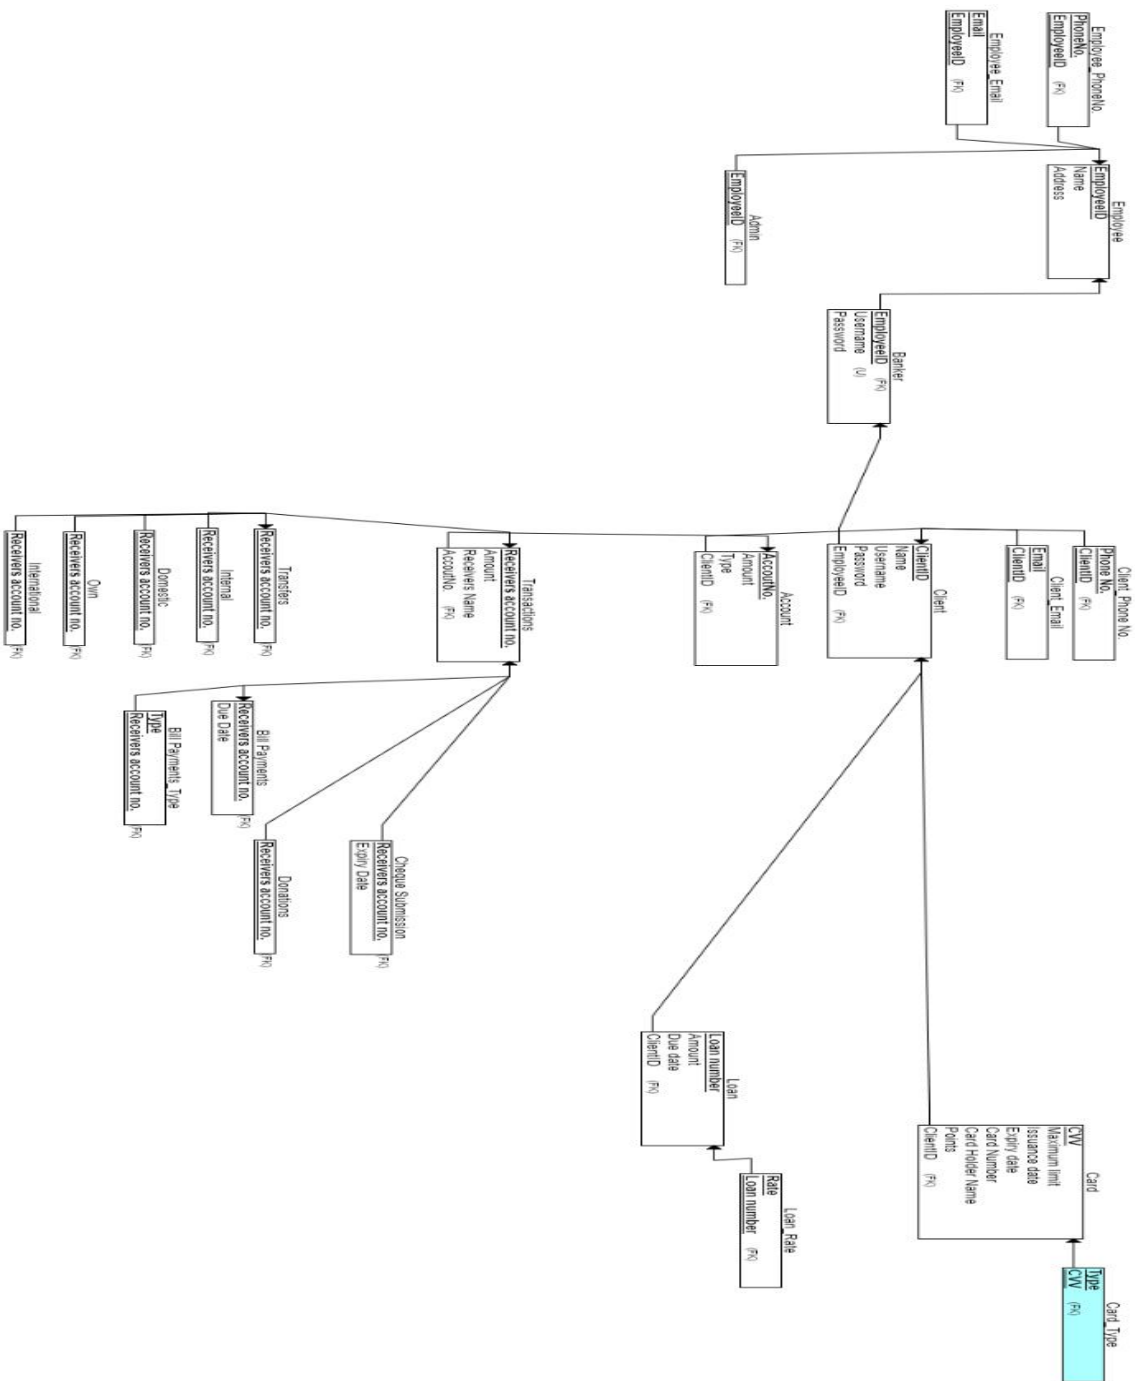 Employee_PhoneNo.
PhoneNo.
EmployeeID (FK)
Employee_Email
Email
EmployeeID (FK)
Employee
EmployeeID
Name
Address
Admin
EmployeeID (FK)
Banker
EmployeeID (FK)
Username (U)
Password
Client_Phone No.
Phone No.
ClientID (FK)
Client_Email
Email
ClientID (FK)
Client
ClientID
Name
Username
Password
EmployeeID (FK)
Account
AccoutNo.
Amount
Type
ClientID (FK)
Transactions
Receivers account no.
Amount
Receivers Name
AccoutNo. (FK)
Transfers
Receivers account no. (FK)
Internal
Receivers account no. (FK)
Domestic
Receivers account no. (FK)
Own
Receivers account no. (FK)
International
Receivers account no. (FK)
Bill Payments
Receivers account no. (FK)
Due Date
Bill Payments_Type
Type
Receivers account no. (FK)
Cheque Submission
Receivers account no. (FK)
Expiry Date
Donations
Receivers account no. (FK)
Card
CVV
Maximum limit
Issuance date
Expiry date
Card Number
Card Holder Name
Points
ClientID (FK)
Loan
Loan number
Amount
Due date
ClientID (FK)
Loan_Rate
Rate
Loan number (FK)
Card_Type
Type
CVV (FK)